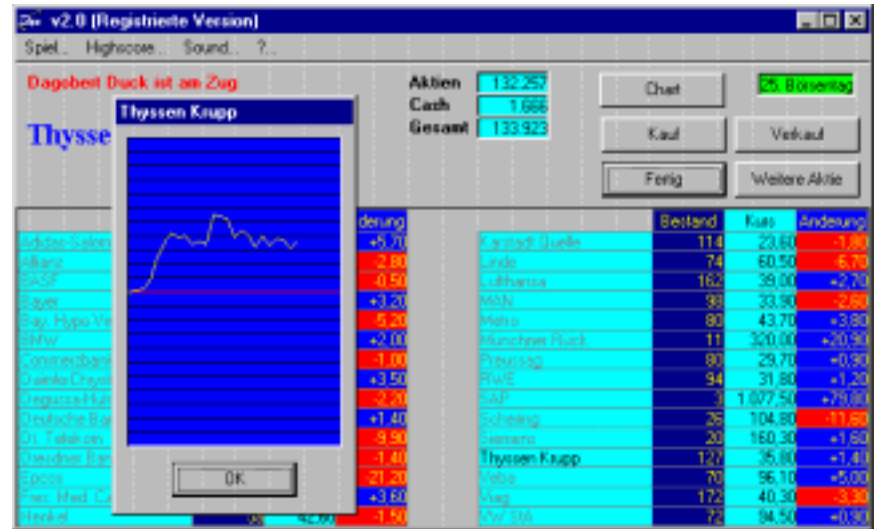 v2.0 (Registrierte Version)
Spiel... Highscore... Sound... ?...
Dagobert Duck ist am Zug
Aktien 132.257
Cash 1.666
Gesamt 133.923
Chart
25. Börsentag
Kauf
Verkauf
Fertig
Weitere Aktie
Thysse
Thyssen Krupp
OK
derung
Adidas-Salom +5,70
Allianz -2,80
BASF -0,50
Bayer +3,20
Bay. Hypo Ve -5,20
BMW +2,00
Commerzbank -1,00
+3,50
Degussa-Hüls -2,20
Deutsche Ba +1,40
Dt. Telekom -9,90
Dresdner Ban -1,40
Epcos -21,20
Fres. Med. Ca +3,60
Henkel 42,60 -1,50
Bestand Kurs Änderung
Karstadt Quelle 114 23,60 -1,80
Linde 74 60,50 -6,70
Lufthansa 162 39,00 +2,70
MAN 98 33,90 -2,60
Metro 80 43,70 +3,80
Münchner Rück. 11 320,00 +20,90
Preussag 80 29,70 +0,90
RWE 94 31,80 +1,20
SAP 3 1.077,50 +79,80
Schering 26 104,80 -11,60
Siemens 20 160,30 +1,60
Thyssen Krupp 127 35,80 +1,40
Veba 70 96,10 +5,00
Viag 172 40,30 -3,30
VW StA 72 94,50 +0,90